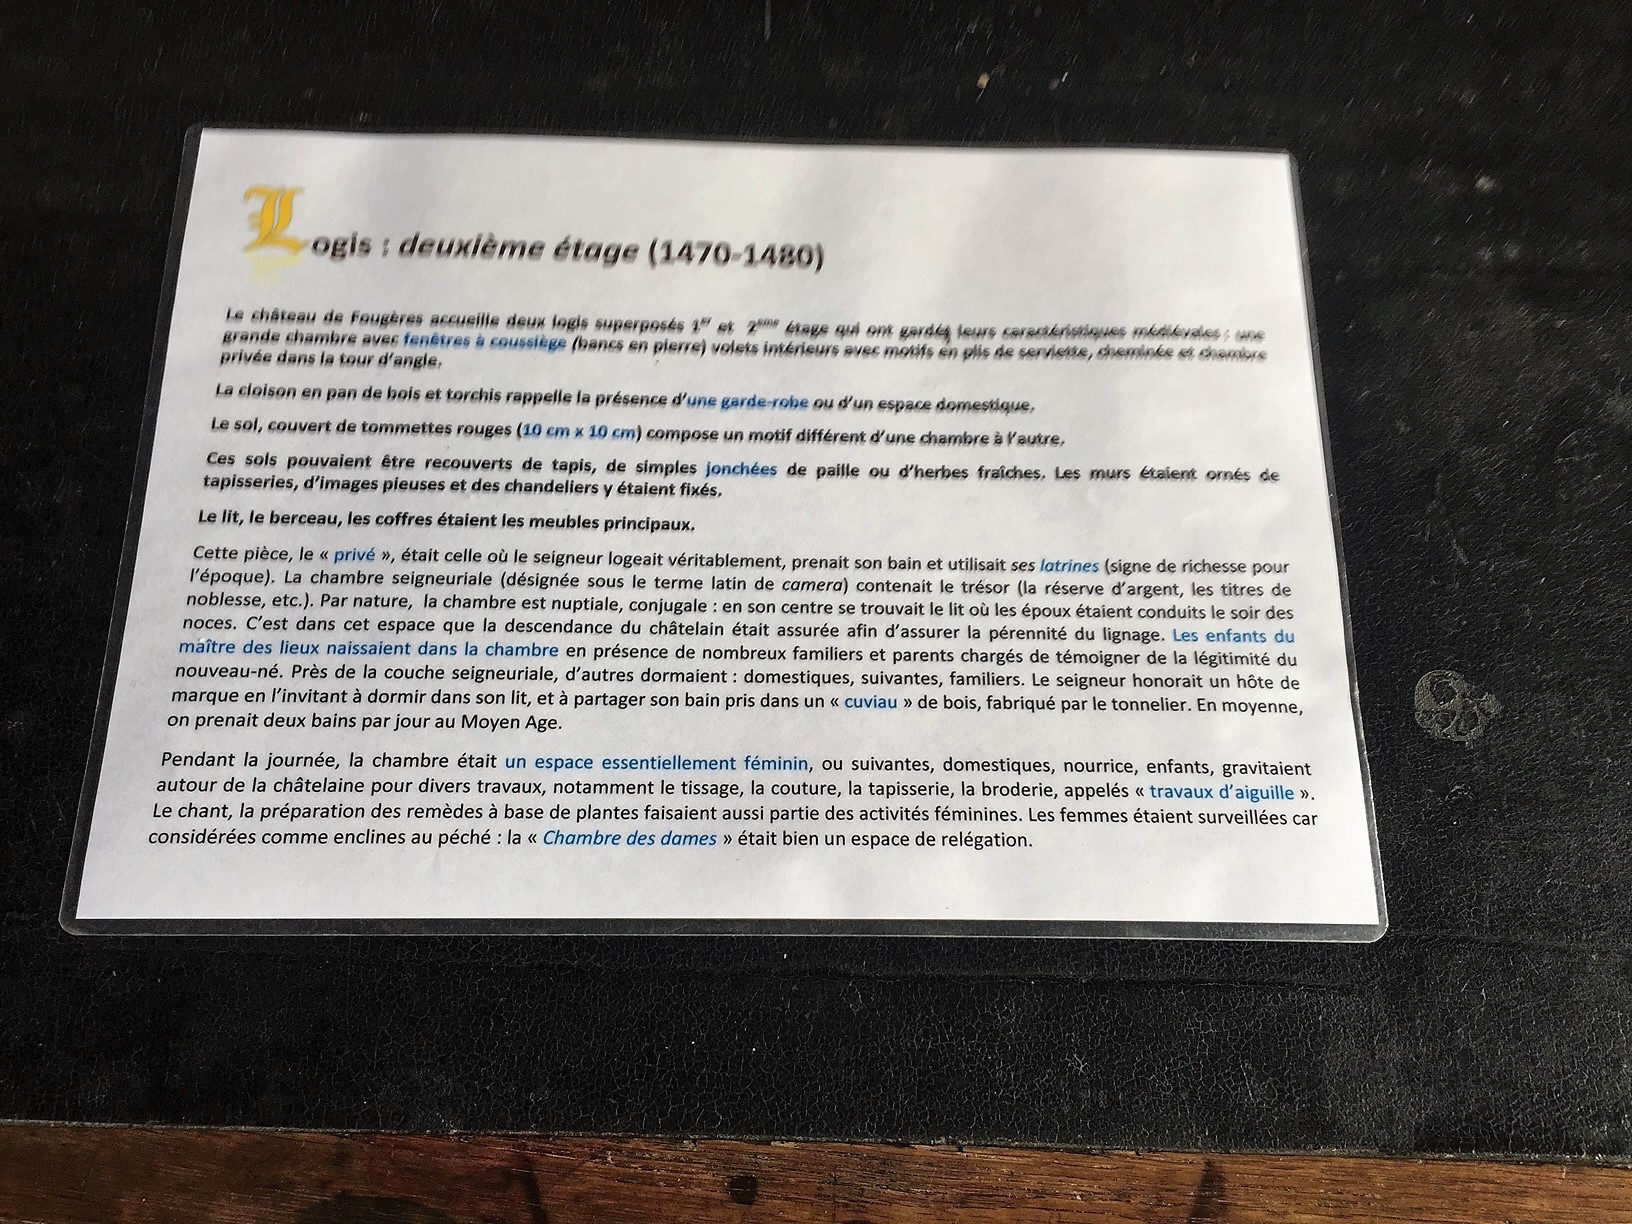 Logis : deuxième étage (1470-1480)
Le château de Fougères accueille deux logis superposés 1er et 2ème étage qui ont gardés leurs caractéristiques médiévales : une
grande chambre avec fenêtres à coussiège (bancs en pierre) volets intérieurs avec motifs en plis de serviette, cheminée et chambre
privée dans la tour d'angle.
La cloison en pan de bois et torchis rappelle la présence d'une garde-robe ou d'un espace domestique.
Le sol, couvert de tommettes rouges (10 cm x 10 cm) compose un motif différent d'une chambre à l'autre.
Ces sols pouvaient être recouverts de tapis, de simples jonchées de paille ou d'herbes fraîches. Les murs étaient ornés de
tapisseries, d'images pieuses et des chandeliers y étaient fixés.
Le lit, le berceau, les coffres étaient les meubles principaux.
Cette pièce, le « privé », était celle où le seigneur logeait véritablement, prenait son bain et utilisait ses latrines (signe de richesse pour
l'époque). La chambre seigneuriale (désignée sous le terme latin de camera) contenait le trésor (la réserve d'argent, les titres de
noblesse, etc.). Par nature, la chambre est nuptiale, conjugale : en son centre se trouvait le lit où les époux étaient conduits le soir des
noces. C'est dans cet espace que la descendance du châtelain était assurée afin d'assurer la pérennité du lignage. Les enfants du
maître des lieux naissaient dans la chambre en présence de nombreux familiers et parents chargés de témoigner de la légitimité du
nouveau-né. Près de la couche seigneuriale, d'autres dormaient : domestiques, suivantes, familiers. Le seigneur honorait un hôte de
marque en l'invitant à dormir dans son lit, et à partager son bain pris dans un « cuviau » de bois, fabriqué par le tonnelier. En moyenne,
on prenait deux bains par jour au Moyen Age.
Pendant la journée, la chambre était un espace essentiellement féminin, ou suivantes, domestiques, nourrice, enfants, gravitaient
autour de la châtelaine pour divers travaux, notamment le tissage, la couture, la tapisserie, la broderie, appelés « travaux d'aiguille ».
Le chant, la préparation des remèdes à base de plantes faisaient aussi partie des activités féminines. Les femmes étaient surveillées car
considérées comme enclines au péché : la « Chambre des dames » était bien un espace de relégation.